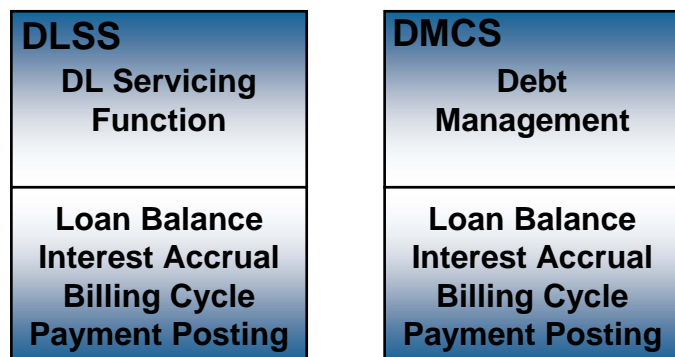 DLSS
DL Servicing
Function
Loan Balance
Interest Accrual
Billing Cycle
Payment Posting
DMCS
Debt
Management
Loan Balance
Interest Accrual
Billing Cycle
Payment Posting